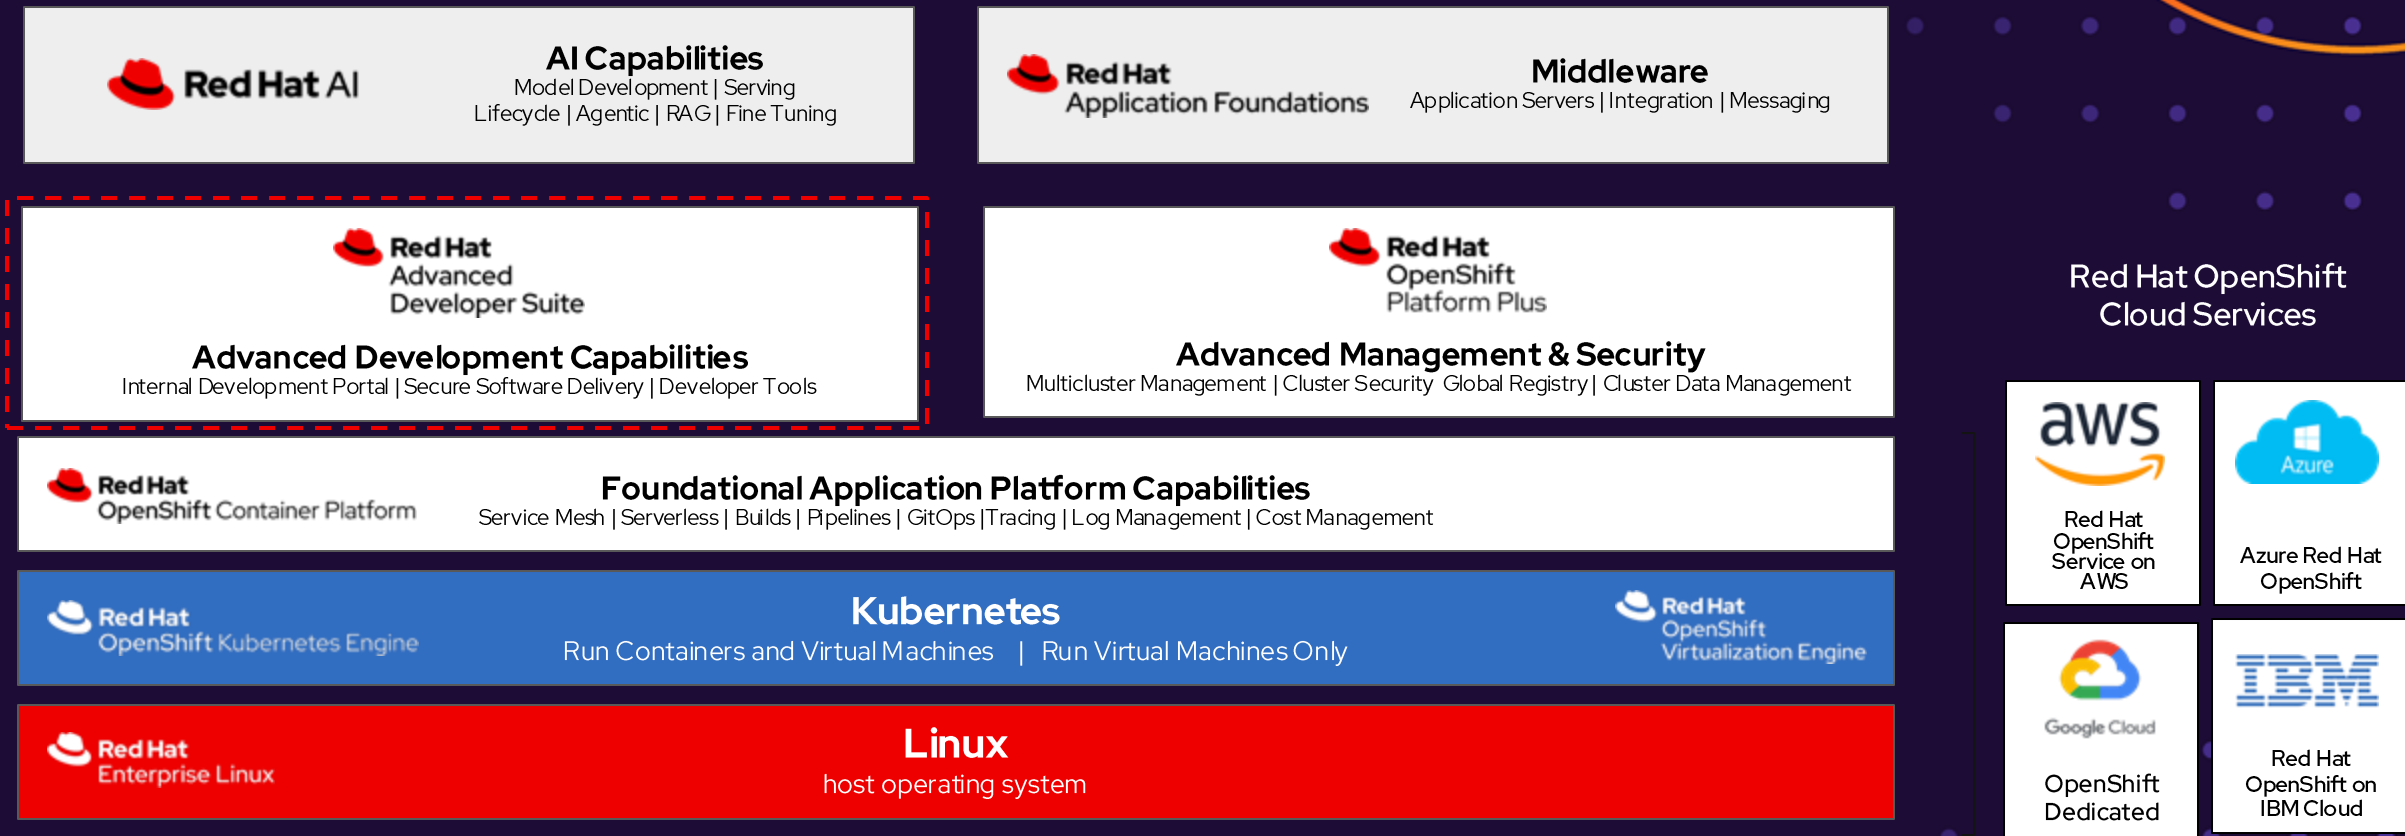 Red Hat AI
AI Capabilities
Model Development | Serving
Lifecycle | Agentic | RAG | Fine Tuning
Red Hat
Application Foundations
Middleware
Application Servers | Integration | Messaging
Red Hat
Advanced
Developer Suite
Advanced Development Capabilities
Internal Development Portal | Secure Software Delivery | Developer Tools
Red Hat
OpenShift
Platform Plus
Advanced Management & Security
Multicluster Management | Cluster Security Global Registry | Cluster Data Management
Red Hat
OpenShift Container Platform
Foundational Application Platform Capabilities
Service Mesh | Serverless | Builds | Pipelines | GitOps |Tracing | Log Management | Cost Management
Red Hat
OpenShift Kubernetes Engine
Kubernetes
Run Containers and Virtual Machines | Run Virtual Machines Only
Red Hat
OpenShift
Virtualization Engine
Red Hat
Enterprise Linux
Linux
host operating system
Red Hat OpenShift
Cloud Services
aws
Red Hat
OpenShift
Service on
AWS
Azure
Azure Red Hat
OpenShift
Google Cloud
OpenShift
Dedicated
IBM
Red Hat
OpenShift on
IBM Cloud